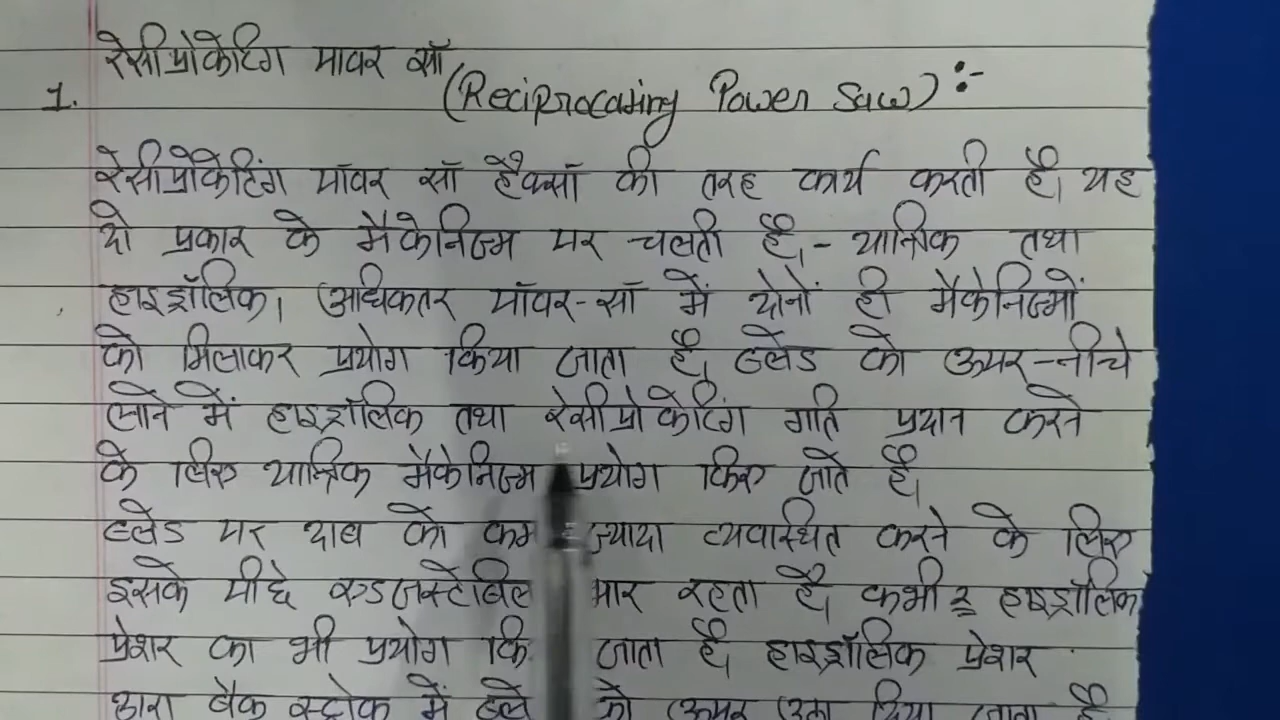 रेसीप्रोकेटिंग पावर सॉ
1. (Reciprocating Power Saw):-
रेसीप्रोकेटिंग पॉवर सॉ हैक्सॉ की तरह कार्य करती है। यह
दो प्रकार के मैकेनिज्म पर चलती है।- यान्त्रिक तथा
हाइड्रॉलिक। अधिकतर पॉवर-सॉ में दोनों ही मैकेनिज्मों
को मिलाकर प्रयोग किया जाता है। ब्लेड को ऊपर-नीचे
लाने में हाइड्रॉलिक तथा रेसीप्रोकेटिंग गति प्रदान करने
के लिए यान्त्रिक मैकेनिज्म प्रयोग किए जाते है।
ब्लेड पर दाब को कम ज्यादा व्यवस्थित करने के लिए
इसके पीछे एडजस्टेबिल भार रहता है। कभी २ हाइड्रॉलिक
प्रेशर का भी प्रयोग कि जाता है। हाइड्रॉलिक प्रेशर
द्वारा बैक स्ट्रोक में ब्ले को ऊपर उठा दिया जाता है